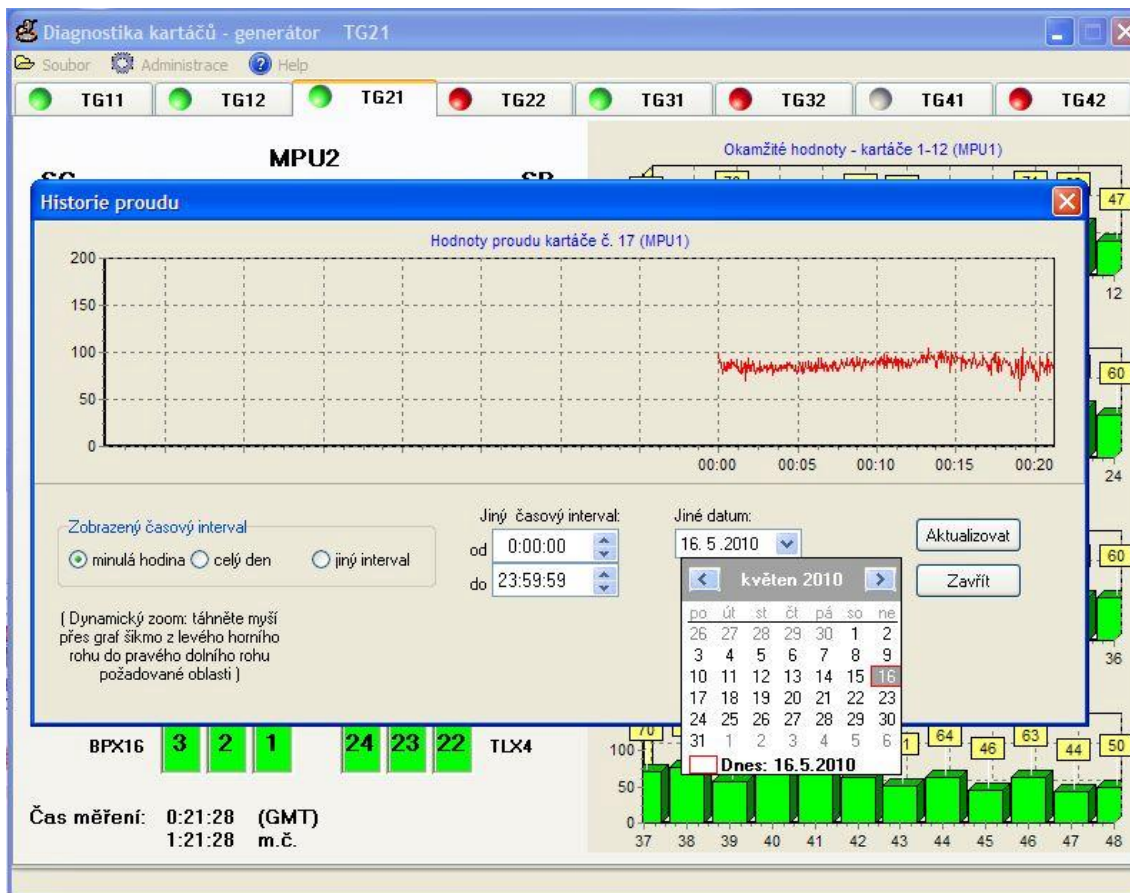 Diagnostika kartáčů - generátor TG21
Soubor Administrace Help
TG11 TG12 TG21 TG22 TG31 TG32 TG41 TG42
MPU2
Okamžité hodnoty - kartáče 1-12 (MPU1)
47
12
60
24
60
36
Historie proudu
Hodnoty proudu kartáče č. 17 (MPU1)
200
150
100
50
0
00:00 00:05 00:10 00:15 00:20
Zobrazený časový interval
minulá hodina celý den jiný interval
( Dynamický zoom: táhněte myší
přes graf šikmo z levého horního
rohu do pravého dolního rohu
požadované oblasti )
Jiný časový interval:
od 0:00:00
do 23:59:59
Jiné datum:
16. 5 .2010
květen 2010
po út st čt pá so ne
26 27 28 29 30 1 2
3 4 5 6 7 8 9
10 11 12 13 14 15 16
17 18 19 20 21 22 23
24 25 26 27 28 29 30
31 1 2 3 4 5 6
Dnes: 16.5.2010
Aktualizovat
Zavřít
BPX16 3 2 1 24 23 22 TLX4
64 46 63 44 50
100
50
0
37 38 39 40 41 42 43 44 45 46 47 48
Čas měření: 0:21:28 (GMT)
1:21:28 m.č.